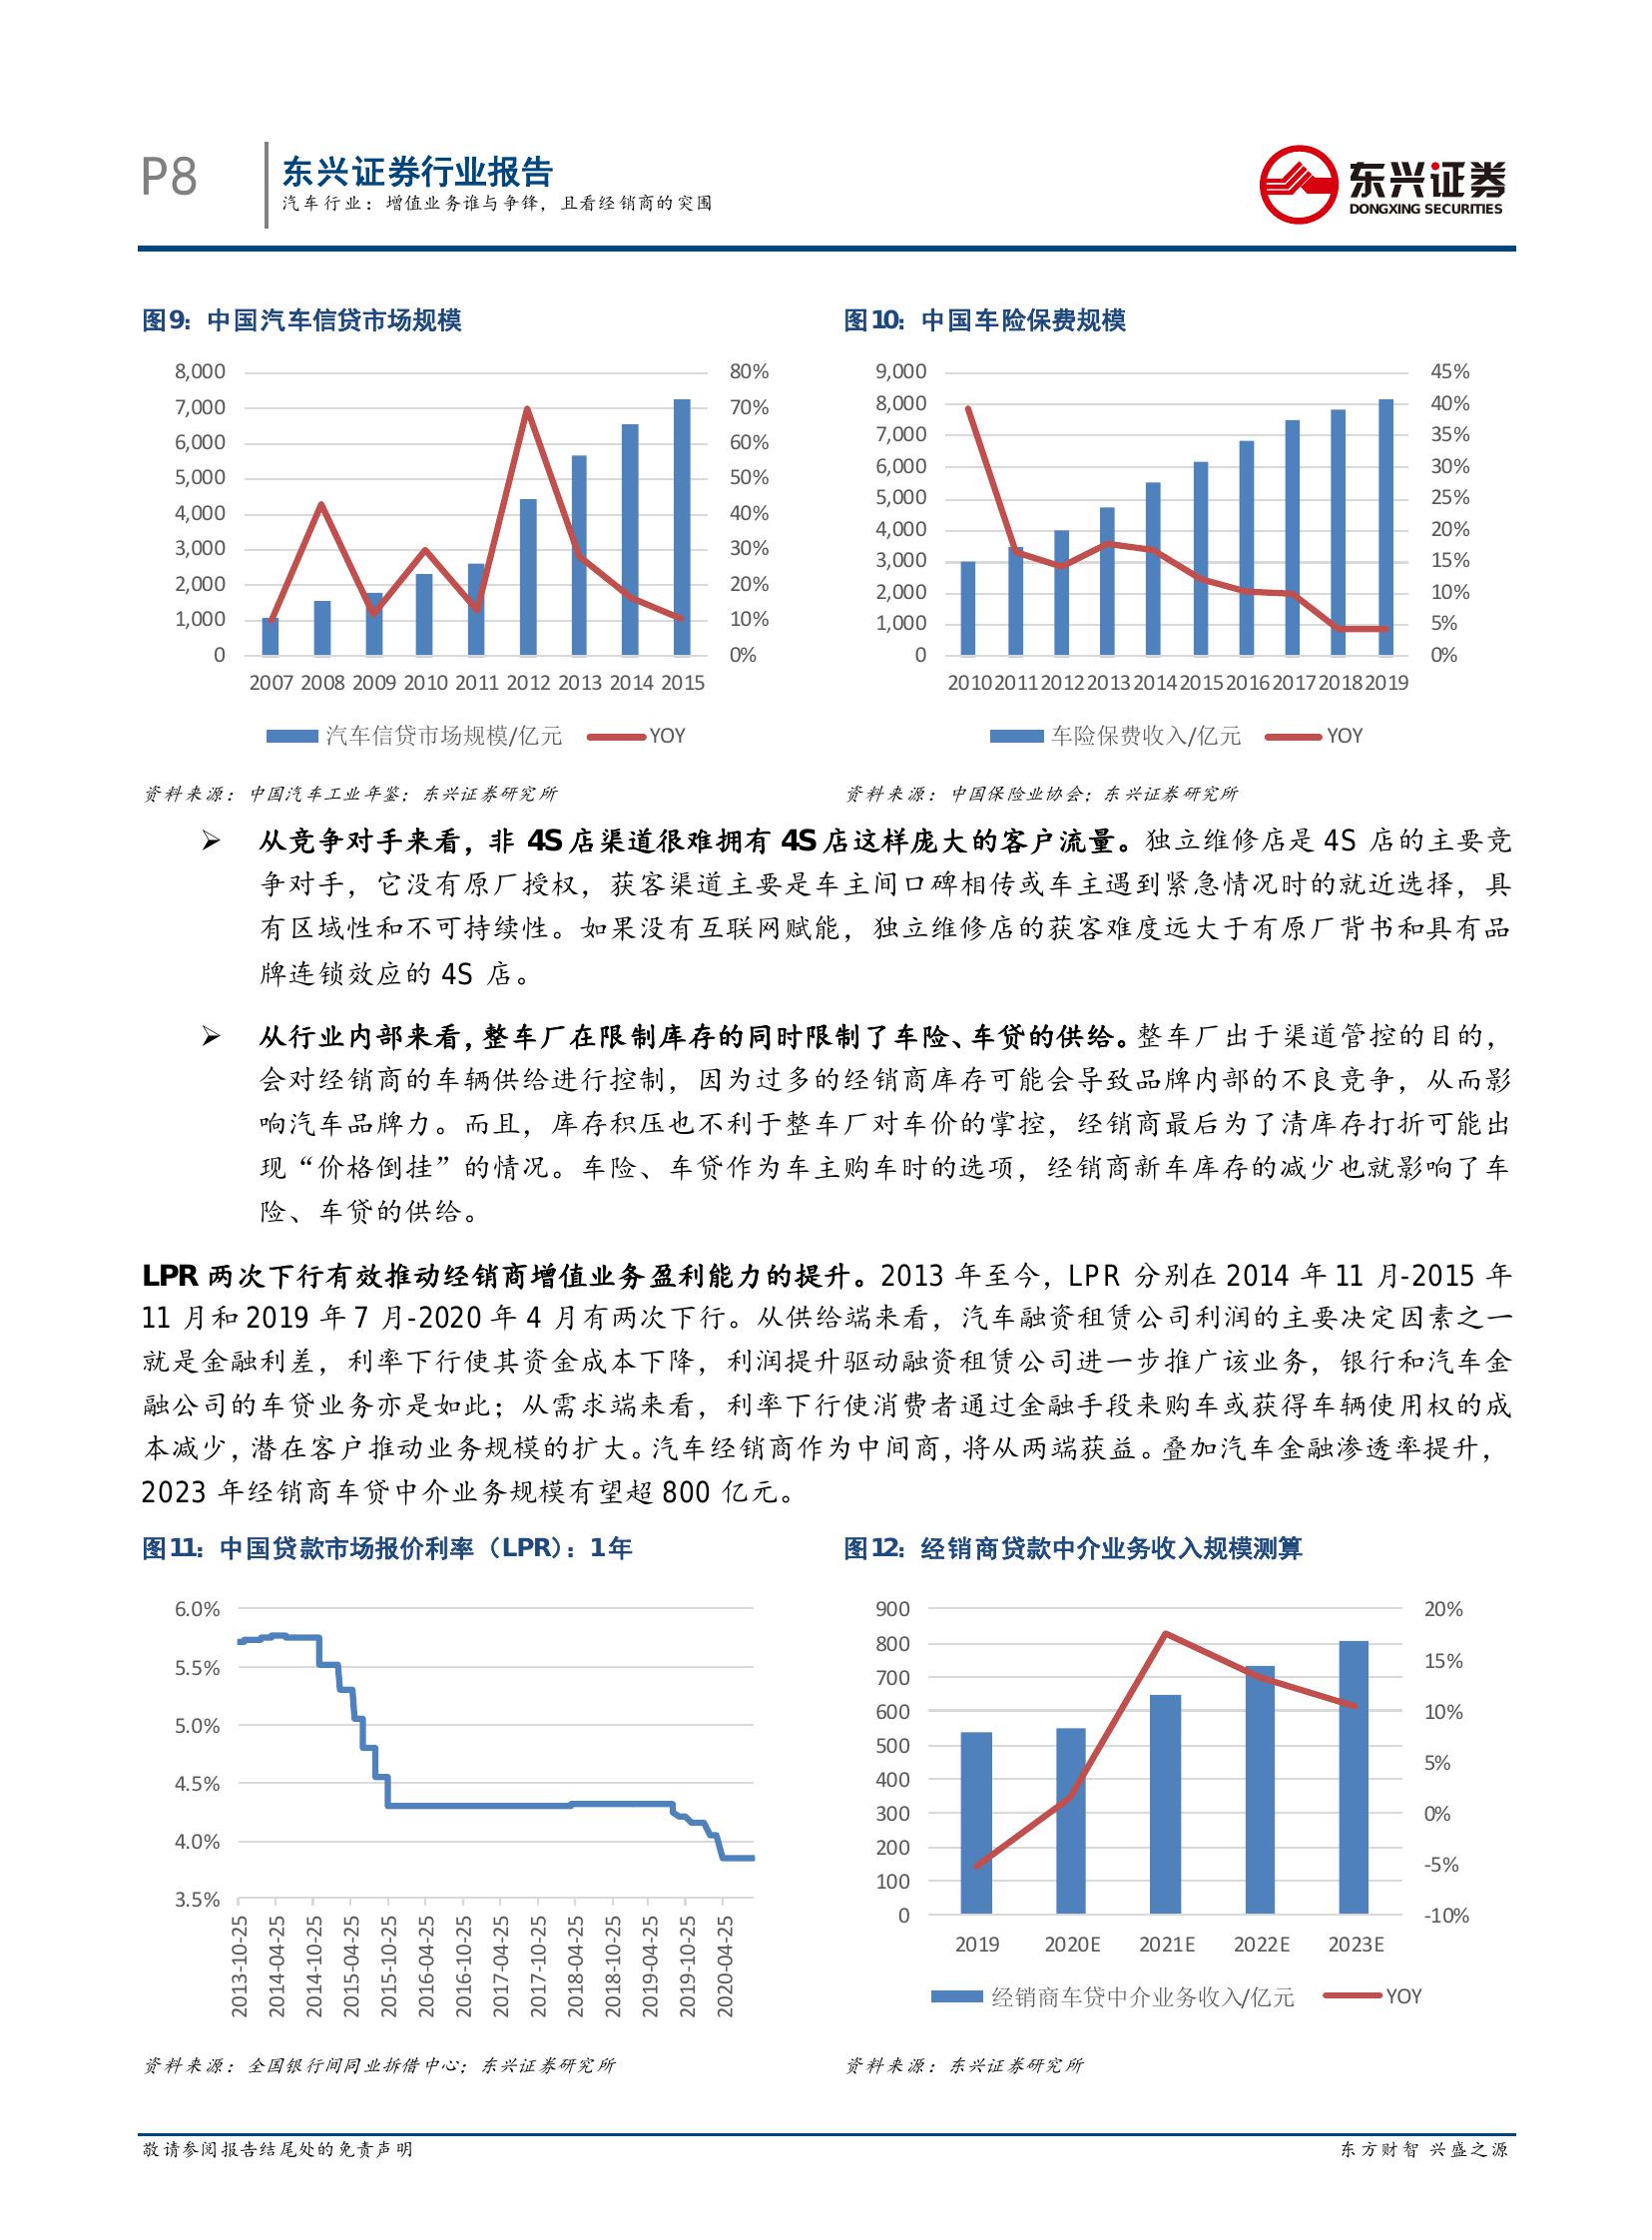 P8
东兴证券行业报告
汽车行业：增值业务谁与争锋，且看经销商的突围
东兴证券
DONGXING SECURITIES
图9：中国汽车信贷市场规模
8,000
7,000
6,000
5,000
4,000
3,000
2,000
1,000
0
80%
70%
60%
50%
40%
30%
20%
10%
0%
2007 2008 2009 2010 2011 2012 2013 2014 2015
汽车信贷市场规模/亿元 YOY
资料来源：中国汽车工业年鉴；东兴证券研究所
图10：中国车险保费规模
9,000
8,000
7,000
6,000
5,000
4,000
3,000
2,000
1,000
0
45%
40%
35%
30%
25%
20%
15%
10%
5%
0%
2010 2011 2012 2013 2014 2015 2016 2017 2018 2019
车险保费收入/亿元 YOY
资料来源：中国保险业协会；东兴证券研究所
➢ 从竞争对手来看，非 4S 店渠道很难拥有 4S 店这样庞大的客户流量。独立维修店是 4S 店的主要竞
争对手，它没有原厂授权，获客渠道主要是车主间口碑相传或车主遇到紧急情况时的就近选择，具
有区域性和不可持续性。如果没有互联网赋能，独立维修店的获客难度远大于有原厂背书和具有品
牌连锁效应的 4S 店。
➢ 从行业内部来看，整车厂在限制库存的同时限制了车险、车贷的供给。整车厂出于渠道管控的目的，
会对经销商的车辆供给进行控制，因为过多的经销商库存可能会导致品牌内部的不良竞争，从而影
响汽车品牌力。而且，库存积压也不利于整车厂对车价的掌控，经销商最后为了清库存打折可能出
现“价格倒挂”的情况。车险、车贷作为车主购车时的选项，经销商新车库存的减少也就影响了车
险、车贷的供给。
LPR 两次下行有效推动经销商增值业务盈利能力的提升。2013 年至今，LPR 分别在 2014 年 11 月-2015 年
11 月和 2019 年 7 月-2020 年 4 月有两次下行。从供给端来看，汽车融资租赁公司利润的主要决定因素之一
就是金融利差，利率下行使其资金成本下降，利润提升驱动融资租赁公司进一步推广该业务，银行和汽车金
融公司的车贷业务亦是如此；从需求端来看，利率下行使消费者通过金融手段来购车或获得车辆使用权的成
本减少，潜在客户推动业务规模的扩大。汽车经销商作为中间商，将从两端获益。叠加汽车金融渗透率提升，
2023 年经销商车贷中介业务规模有望超 800 亿元。
图11：中国贷款市场报价利率（LPR）：1年
6.0%
5.5%
5.0%
4.5%
4.0%
3.5%
2013-10-25
2014-04-25
2014-10-25
2015-04-25
2015-10-25
2016-04-25
2016-10-25
2017-04-25
2017-10-25
2018-04-25
2018-10-25
2019-04-25
2019-10-25
2020-04-25
资料来源：全国银行间同业拆借中心；东兴证券研究所
图12：经销商贷款中介业务收入规模测算
900
800
700
600
500
400
300
200
100
0
20%
15%
10%
5%
0%
-5%
-10%
2019 2020E 2021E 2022E 2023E
经销商车贷中介业务收入/亿元 YOY
资料来源：东兴证券研究所
敬请参阅报告结尾处的免责声明
东方财智 兴盛之源